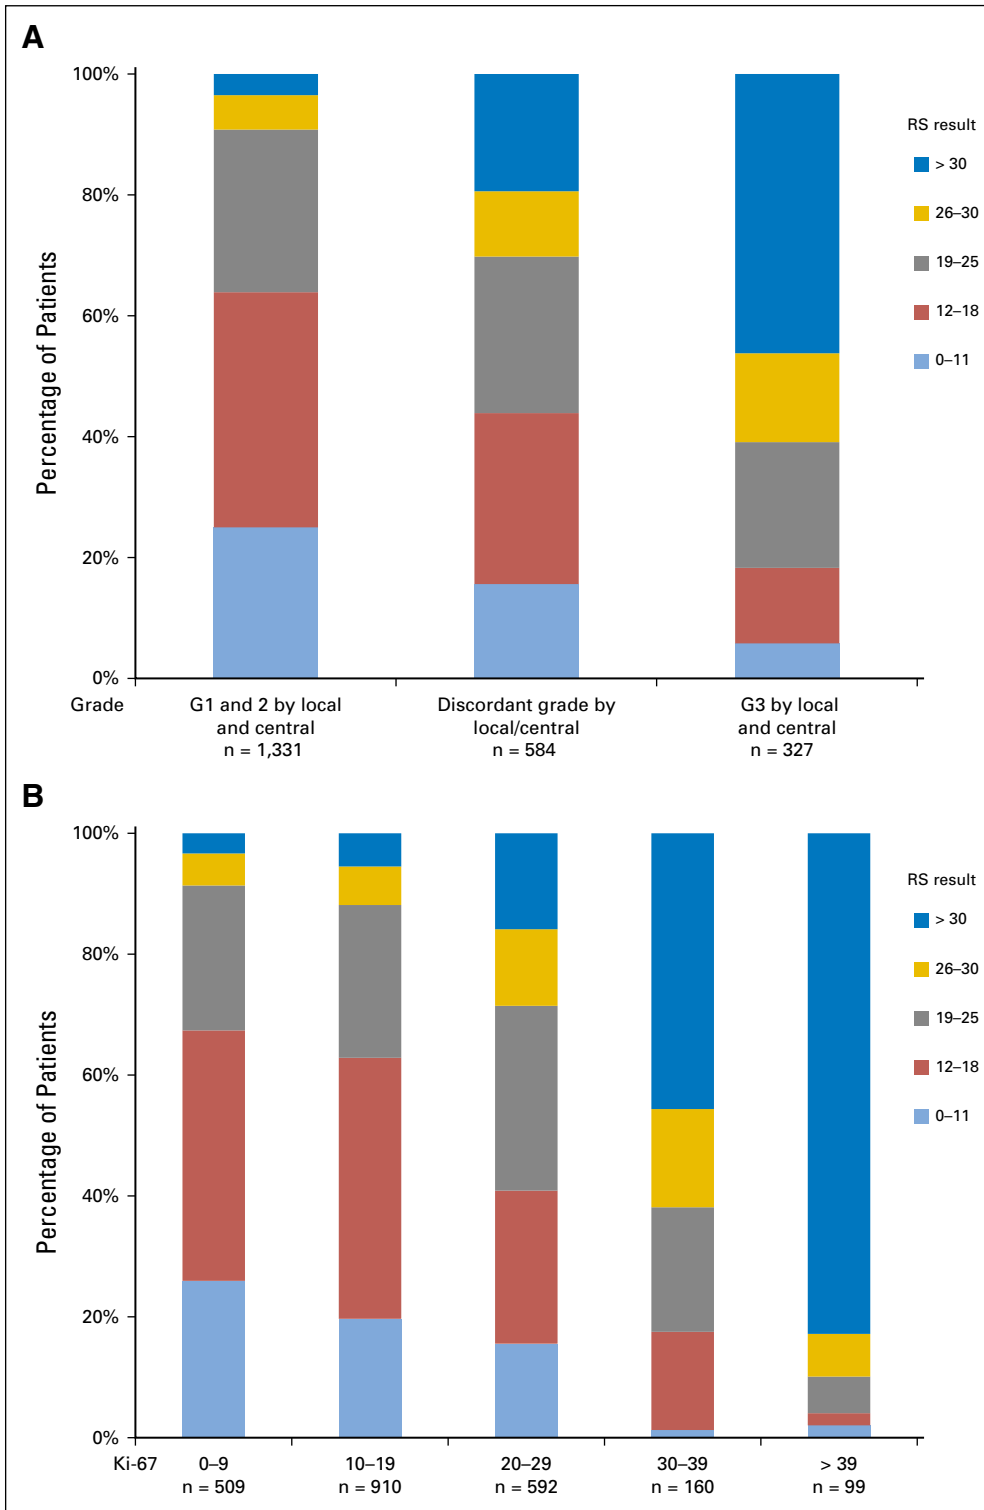 A
100%
80%
60%
40%
20%
0%
Percentage of Patients
RS result
> 30
26–30
19–25
12–18
0–11
Grade
G1 and 2 by local
and central
n = 1,331
Discordant grade by
local/central
n = 584
G3 by local
and central
n = 327
B
100%
80%
60%
40%
20%
0%
Percentage of Patients
RS result
> 30
26–30
19–25
12–18
0–11
Ki-67
0–9
n = 509
10–19
n = 910
20–29
n = 592
30–39
n = 160
> 39
n = 99